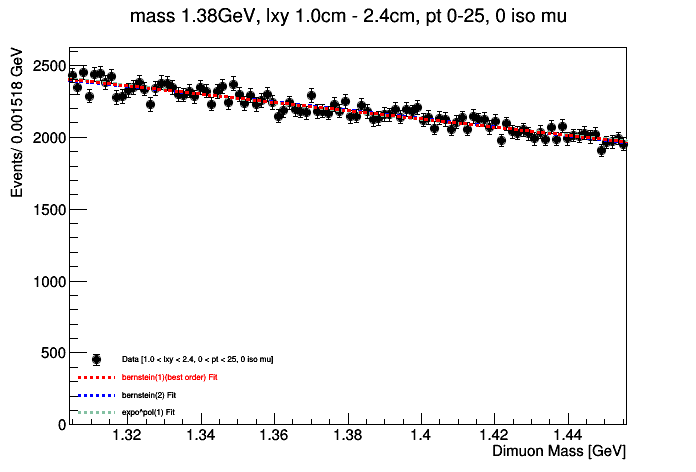 mass 1.38GeV, lxy 1.0cm - 2.4cm, pt 0-25, 0 iso mu
Events/ 0.001518 GeV
2500
2000
1500
1000
500
0
Data [1.0 < lxy < 2.4, 0 < pt < 25, 0 iso mu]
bernstein(1)(best order) Fit
bernstein(2) Fit
expo^pol(1) Fit
1.32 1.34 1.36 1.38 1.4 1.42 1.44
Dimuon Mass [GeV]